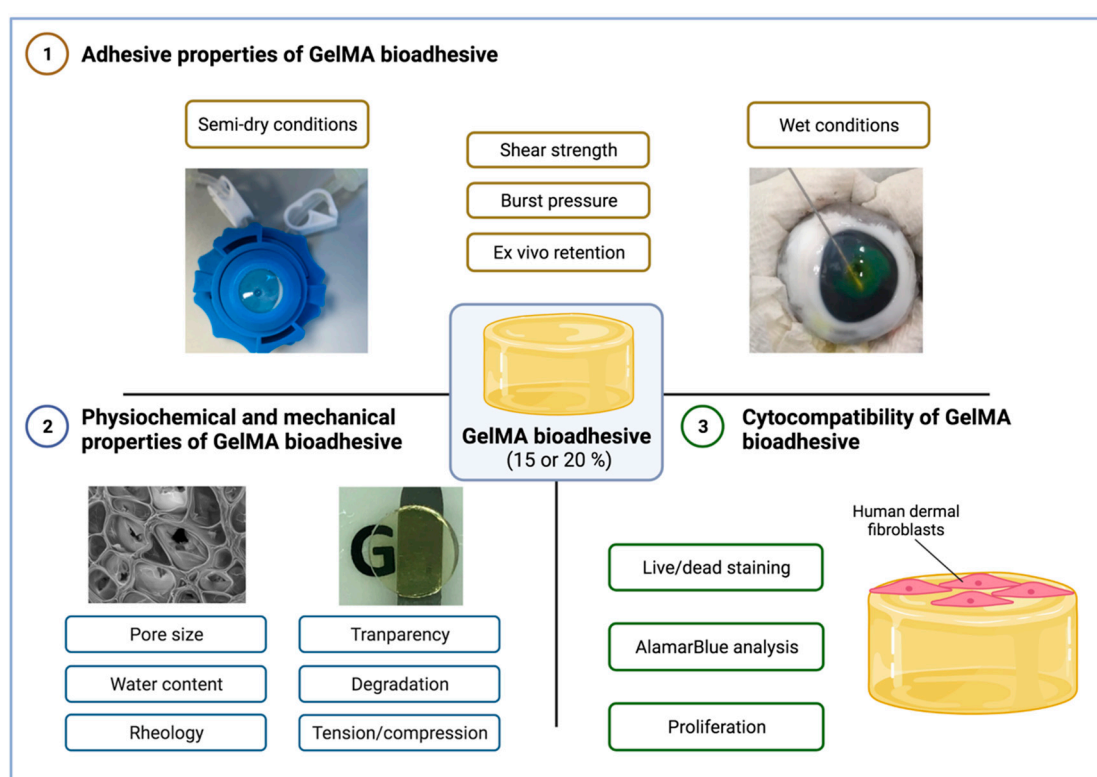 1 Adhesive properties of GelMA bioadhesive
Semi-dry conditions
Shear strength
Burst pressure
Ex vivo retention
Wet conditions
GelMA bioadhesive
(15 or 20 %)
2 Physiochemical and mechanical
properties of GelMA bioadhesive
G
Pore size
Water content
Rheology
Tranparency
Degradation
Tension/compression
3 Cytocompatibility of GelMA
bioadhesive
Live/dead staining
AlamarBlue analysis
Proliferation
Human dermal
fibroblasts